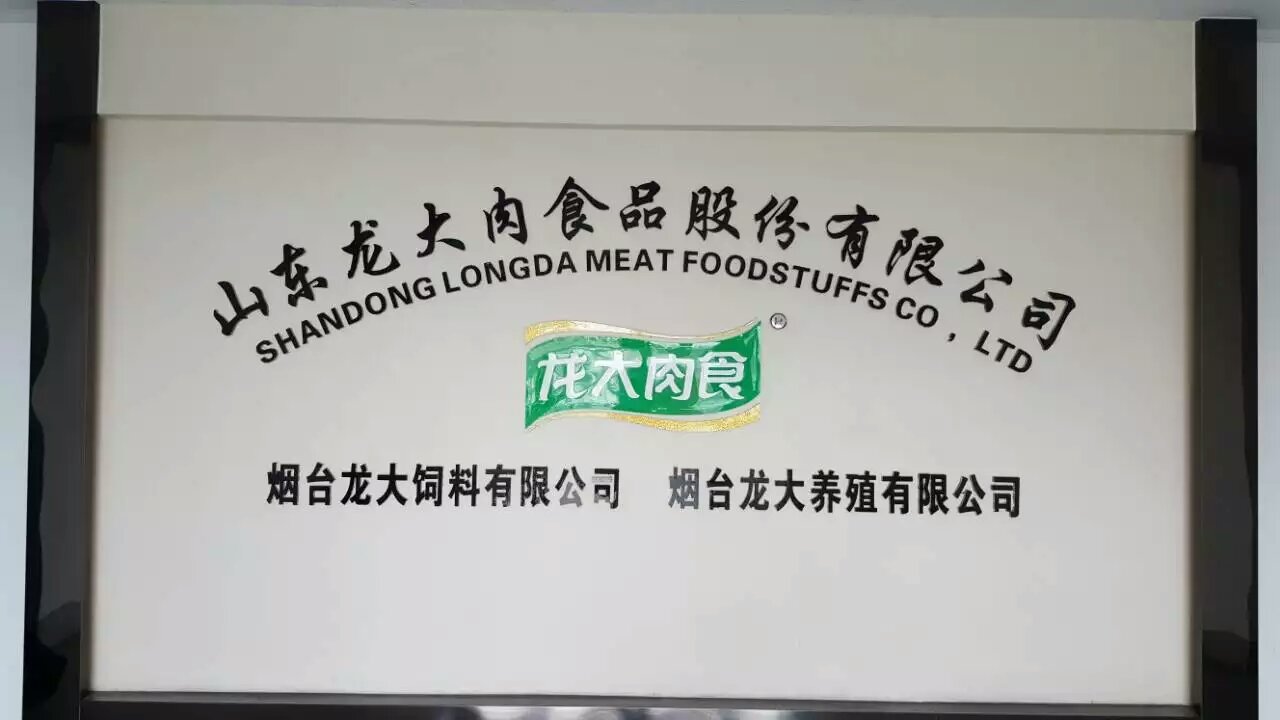 山东龙大肉食品股份有限公司
SHANDONG LONGDA MEAT FOODSTUFFS CO , LTD
龙大肉食 ®
烟台龙大饲料有限公司 烟台龙大养殖有限公司